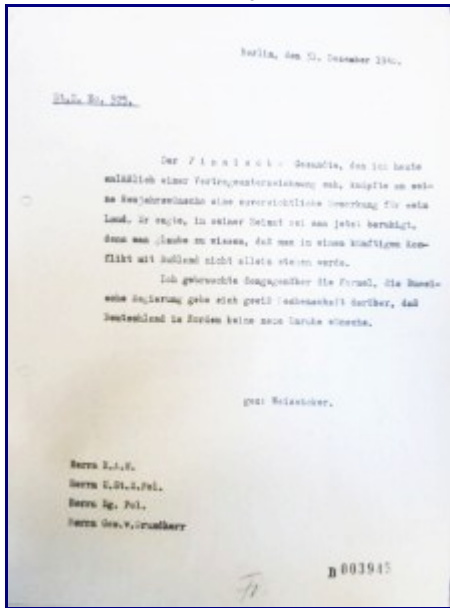 Berlin, den 31. Dezember 1940.
St.S. No.
Der Finnische Gesandte, den ich heute
anläßlich einer Vertragsunterzeichnung sah, knüpfte an sei-
ne Neujahrswünsche eine zuversichtliche Bemerkung für sein
Land. Er sagte, in seiner Heimat sei man jetzt beruhigt,
denn man glaube zu wissen, daß man in einem künftigen Kon-
flikt mit Rußland nicht allein stehen werde.
Ich gebrauchte demgegenüber die Formel, die Russi-
sche Regierung gebe sich gewiß Rechenschaft darüber, daß
Deutschland im Norden keine neue Unruhe wünsche.
gez: Weizsäcker.
Herrn R.A.M.
Herrn U.St.S.Pol.
Herrn Dg. Pol.
Herrn Ges.v.Grundherr
B 003945